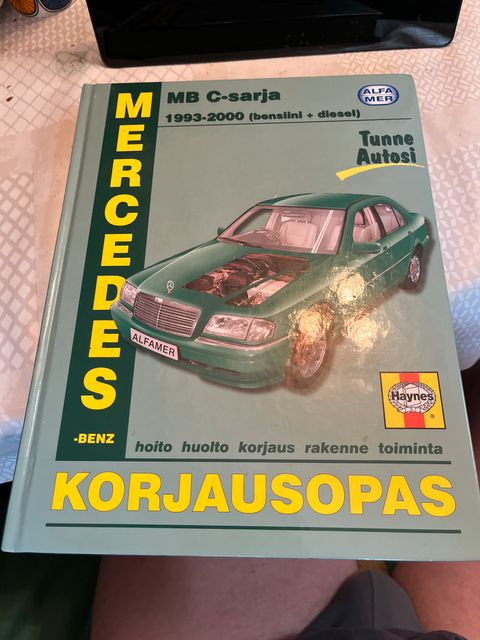 MB C-sarja
1993-2000 (bensiini + diesel)
ALFA
MER
Tunne
Autosi
MERCEDES
-BENZ
ALFAMER
Haynes
hoito huolto korjaus rakenne toiminta
KORJAUSOPAS